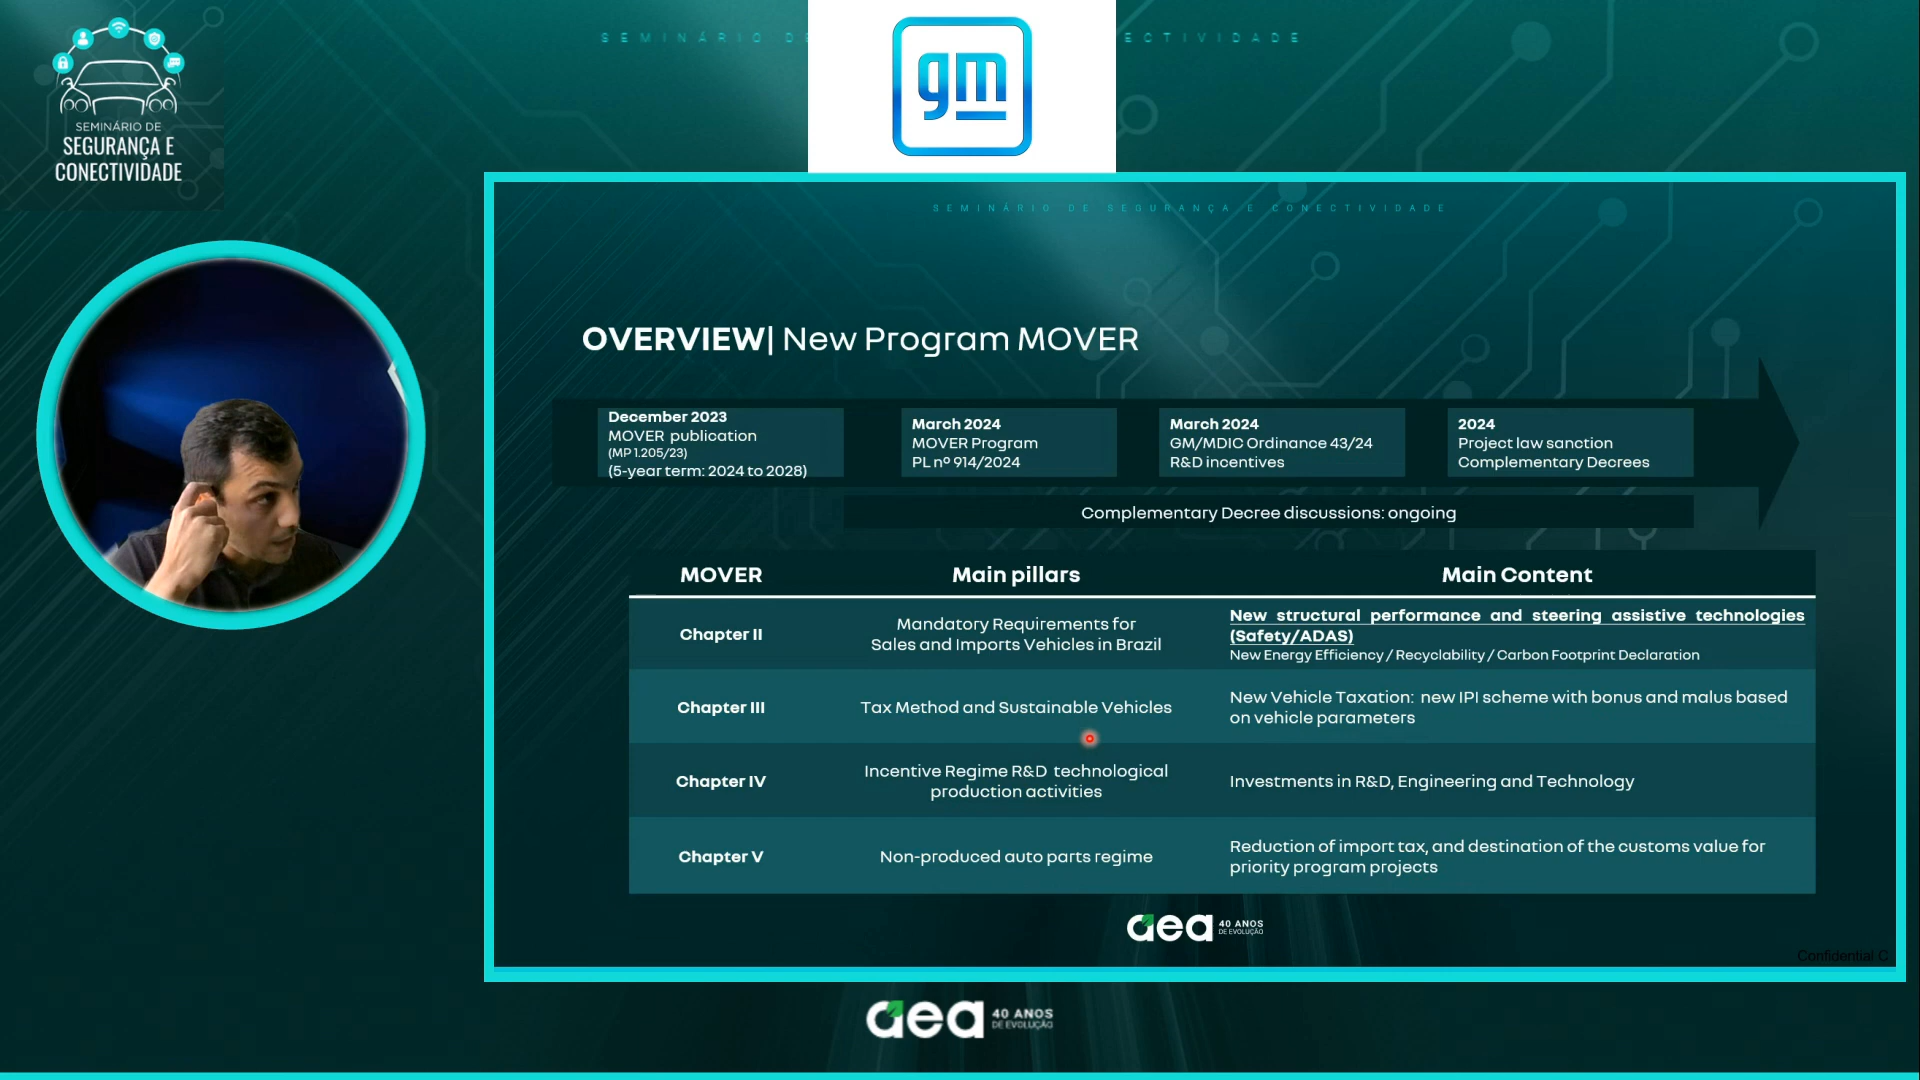 SEMINÁRIO DE
SEGURANÇA E
CONECTIVIDADE
SEMINÁRIO DE
ECTIVIDADE
gm
SEMINÁRIO DE SEGURANÇA E CONECTIVIDADE
OVERVIEW| New Program MOVER
December 2023
MOVER publication
(MP 1.205/23)
(5-year term: 2024 to 2028)
March 2024
MOVER Program
PL nº 914/2024
March 2024
GM/MDIC Ordinance 43/24
R&D incentives
2024
Project law sanction
Complementary Decrees
Complementary Decree discussions: ongoing
MOVER Main pillars Main Content
Chapter II
Mandatory Requirements for
Sales and Imports Vehicles in Brazil
New structural performance and steering assistive technologies
(Safety/ADAS)
New Energy Efficiency / Recyclability / Carbon Footprint Declaration
Chapter III
Tax Method and Sustainable Vehicles
New Vehicle Taxation: new IPI scheme with bonus and malus based
on vehicle parameters
Chapter IV
Incentive Regime R&D technological
production activities
Investments in R&D, Engineering and Technology
Chapter V
Non-produced auto parts regime
Reduction of import tax, and destination of the customs value for
priority program projects
aea 40 ANOS
DE EVOLUÇÃO
Confidential C
aea 40 ANOS
DE EVOLUÇÃO